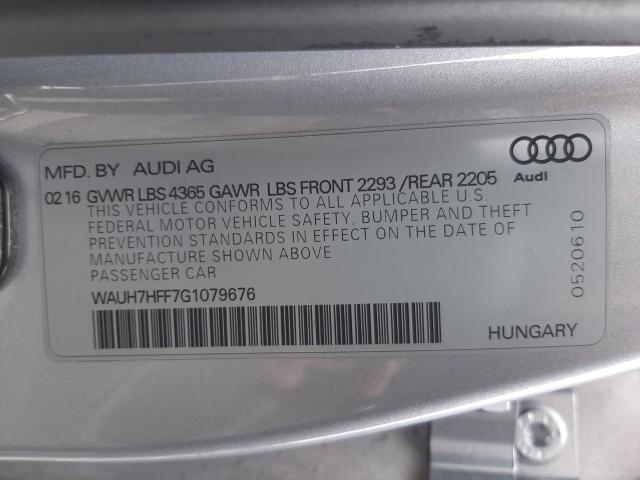 MFD. BY AUDI AG
Audi
02 16 GVWR LBS 4365 GAWR LBS FRONT 2293 / REAR 2205
THIS VEHICLE CONFORMS TO ALL APPLICABLE U.S.
FEDERAL MOTOR VEHICLE SAFETY, BUMPER AND THEFT
PREVENTION STANDARDS IN EFFECT ON THE DATE OF
MANUFACTURE SHOWN ABOVE
PASSENGER CAR
WAUH7HFF7G1079676
HUNGARY
0520610